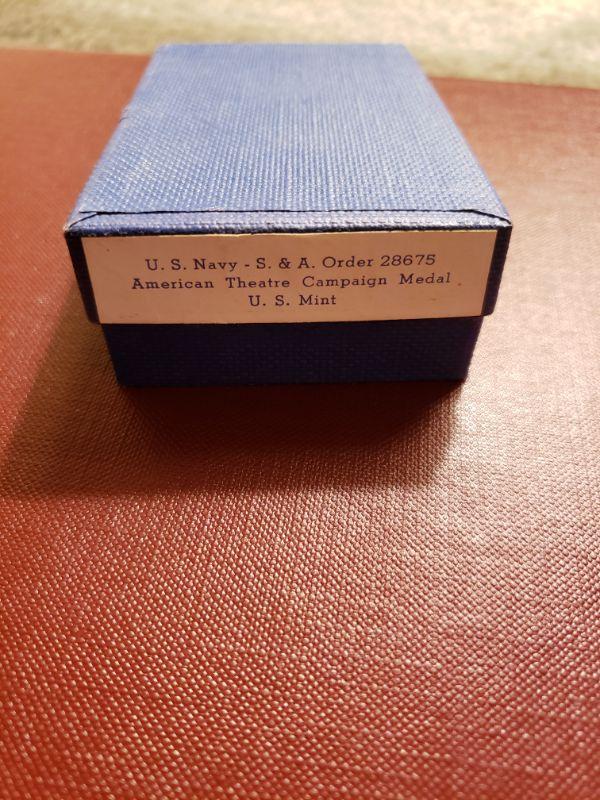 U. S. Navy - S. & A. Order 28675
American Theatre Campaign Medal
U. S. Mint